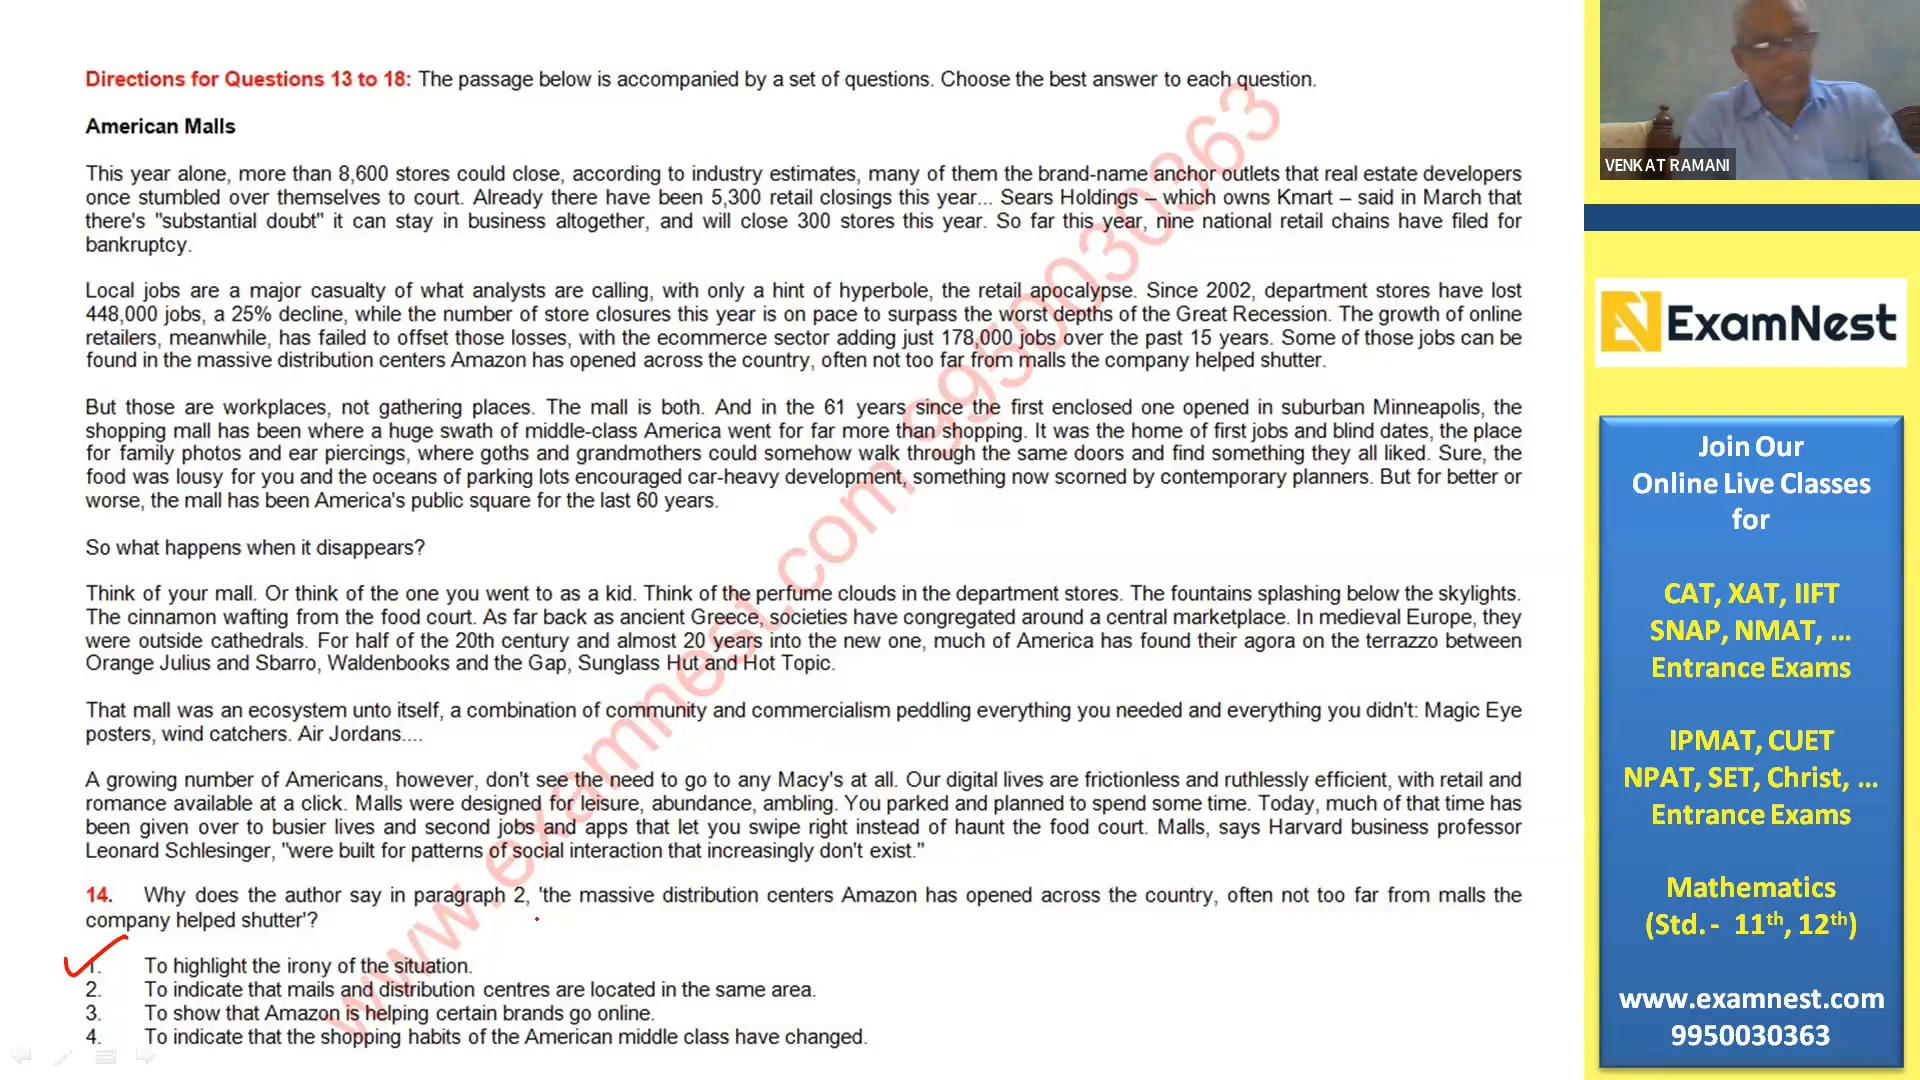 Directions for Questions 13 to 18: The passage below is accompanied by a set of questions. Choose the best answer to each question.
American Malls
This year alone, more than 8,600 stores could close, according to industry estimates, many of them the brand-name anchor outlets that real estate developers
once stumbled over themselves to court. Already there have been 5,300 retail closings this year... Sears Holdings – which owns Kmart – said in March that
there's "substantial doubt" it can stay in business altogether, and will close 300 stores this year. So far this year, nine national retail chains have filed for
bankruptcy.
Local jobs are a major casualty of what analysts are calling, with only a hint of hyperbole, the retail apocalypse. Since 2002, department stores have lost
448,000 jobs, a 25% decline, while the number of store closures this year is on pace to surpass the worst depths of the Great Recession. The growth of online
retailers, meanwhile, has failed to offset those losses, with the ecommerce sector adding just 178,000 jobs over the past 15 years. Some of those jobs can be
found in the massive distribution centers Amazon has opened across the country, often not too far from malls the company helped shutter.
But those are workplaces, not gathering places. The mall is both. And in the 61 years since the first enclosed one opened in suburban Minneapolis, the
shopping mall has been where a huge swath of middle-class America went for far more than shopping. It was the home of first jobs and blind dates, the place
for family photos and ear piercings, where goths and grandmothers could somehow walk through the same doors and find something they all liked. Sure, the
food was lousy for you and the oceans of parking lots encouraged car-heavy development, something now scorned by contemporary planners. But for better or
worse, the mall has been America's public square for the last 60 years.
So what happens when it disappears?
Think of your mall. Or think of the one you went to as a kid. Think of the perfume clouds in the department stores. The fountains splashing below the skylights.
The cinnamon wafting from the food court. As far back as ancient Greece, societies have congregated around a central marketplace. In medieval Europe, they
were outside cathedrals. For half of the 20th century and almost 20 years into the new one, much of America has found their agora on the terrazzo between
Orange Julius and Sbarro, Waldenbooks and the Gap, Sunglass Hut and Hot Topic.
That mall was an ecosystem unto itself, a combination of community and commercialism peddling everything you needed and everything you didn't: Magic Eye
posters, wind catchers. Air Jordans....
A growing number of Americans, however, don't see the need to go to any Macy's at all. Our digital lives are frictionless and ruthlessly efficient, with retail and
romance available at a click. Malls were designed for leisure, abundance, ambling. You parked and planned to spend some time. Today, much of that time has
been given over to busier lives and second jobs and apps that let you swipe right instead of haunt the food court. Malls, says Harvard business professor
Leonard Schlesinger, "were built for patterns of social interaction that increasingly don't exist."
14. Why does the author say in paragraph 2, 'the massive distribution centers Amazon has opened across the country, often not too far from malls the
company helped shutter'?
1. To highlight the irony of the situation.
2. To indicate that mails and distribution centres are located in the same area.
3. To show that Amazon is helping certain brands go online.
4. To indicate that the shopping habits of the American middle class have changed.
www.examnest.com 9950030363
VENKAT RAMANI
ExamNest
Join Our
Online Live Classes
for
CAT, XAT, IIFT
SNAP, NMAT, ...
Entrance Exams
IPMAT, CUET
NPAT, SET, Christ, ...
Entrance Exams
Mathematics
(Std. - 11th, 12th)
www.examnest.com
9950030363